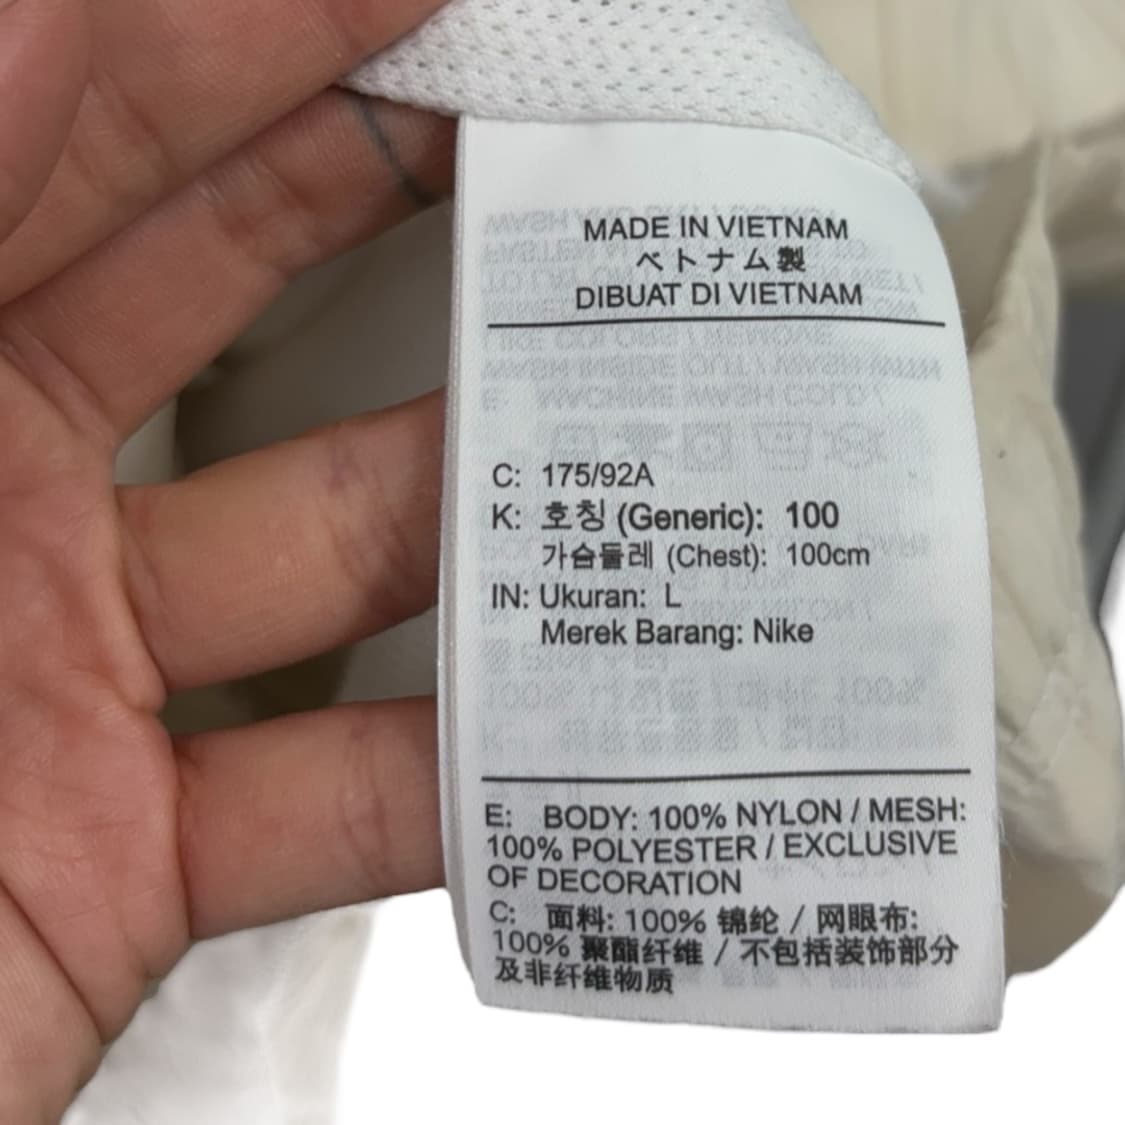 MADE IN VIETNAM
ベトナム製
DIBUAT DI VIETNAM
C: 175/92A
K: 호칭 (Generic): 100
가슴둘레 (Chest): 100cm
IN: Ukuran: L
Merek Barang: Nike
E: BODY: 100% NYLON / MESH:
100% POLYESTER / EXCLUSIVE
OF DECORATION
C: 面料: 100% 锦纶 / 网眼布:
100% 聚酯纤维 / 不包括装饰部分
及非纤维物质